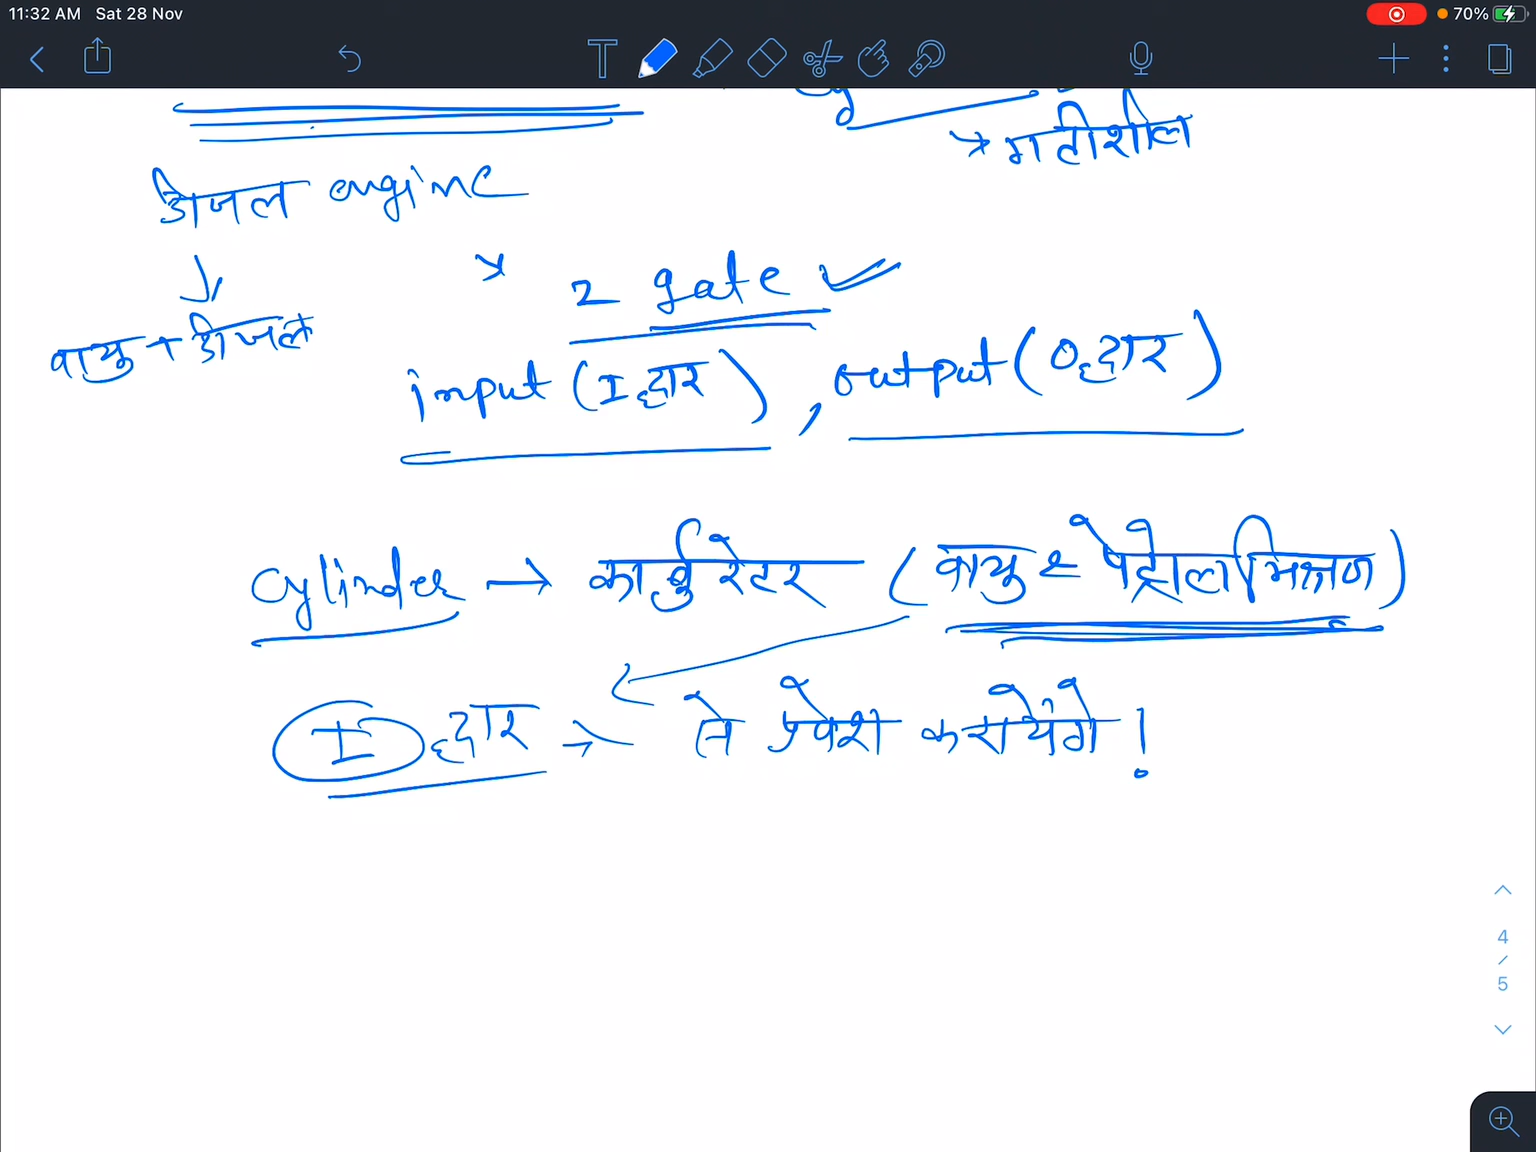 11:32 AM Sat 28 Nov 70%
गतीशील
डीजल engine
2 gate
वायु + डीजल
input (I द्वार), output (O द्वार)
cylinder → कार्बुरेटर (वायु & पेट्रोल मिश्रण)
I द्वार → से प्रवेश करायेंगे!
4
/
5